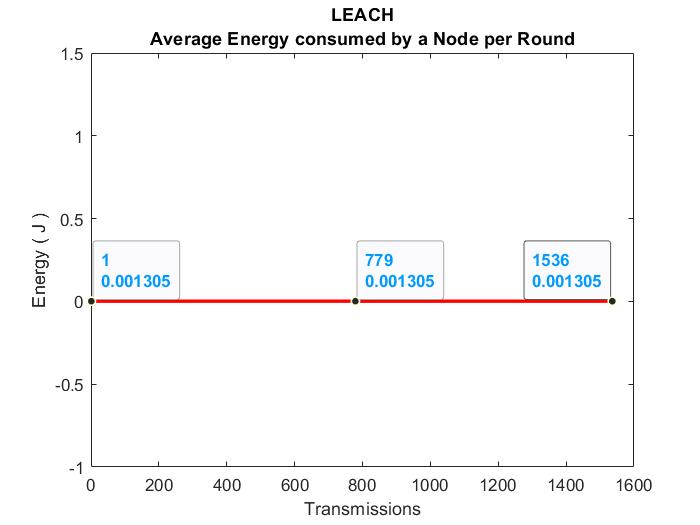 LEACH
Average Energy consumed by a Node per Round
1.5
1
0.5
0
-0.5
-1
Energy ( J )
1
0.001305
779
0.001305
1536
0.001305
0 200 400 600 800 1000 1200 1400 1600
Transmissions